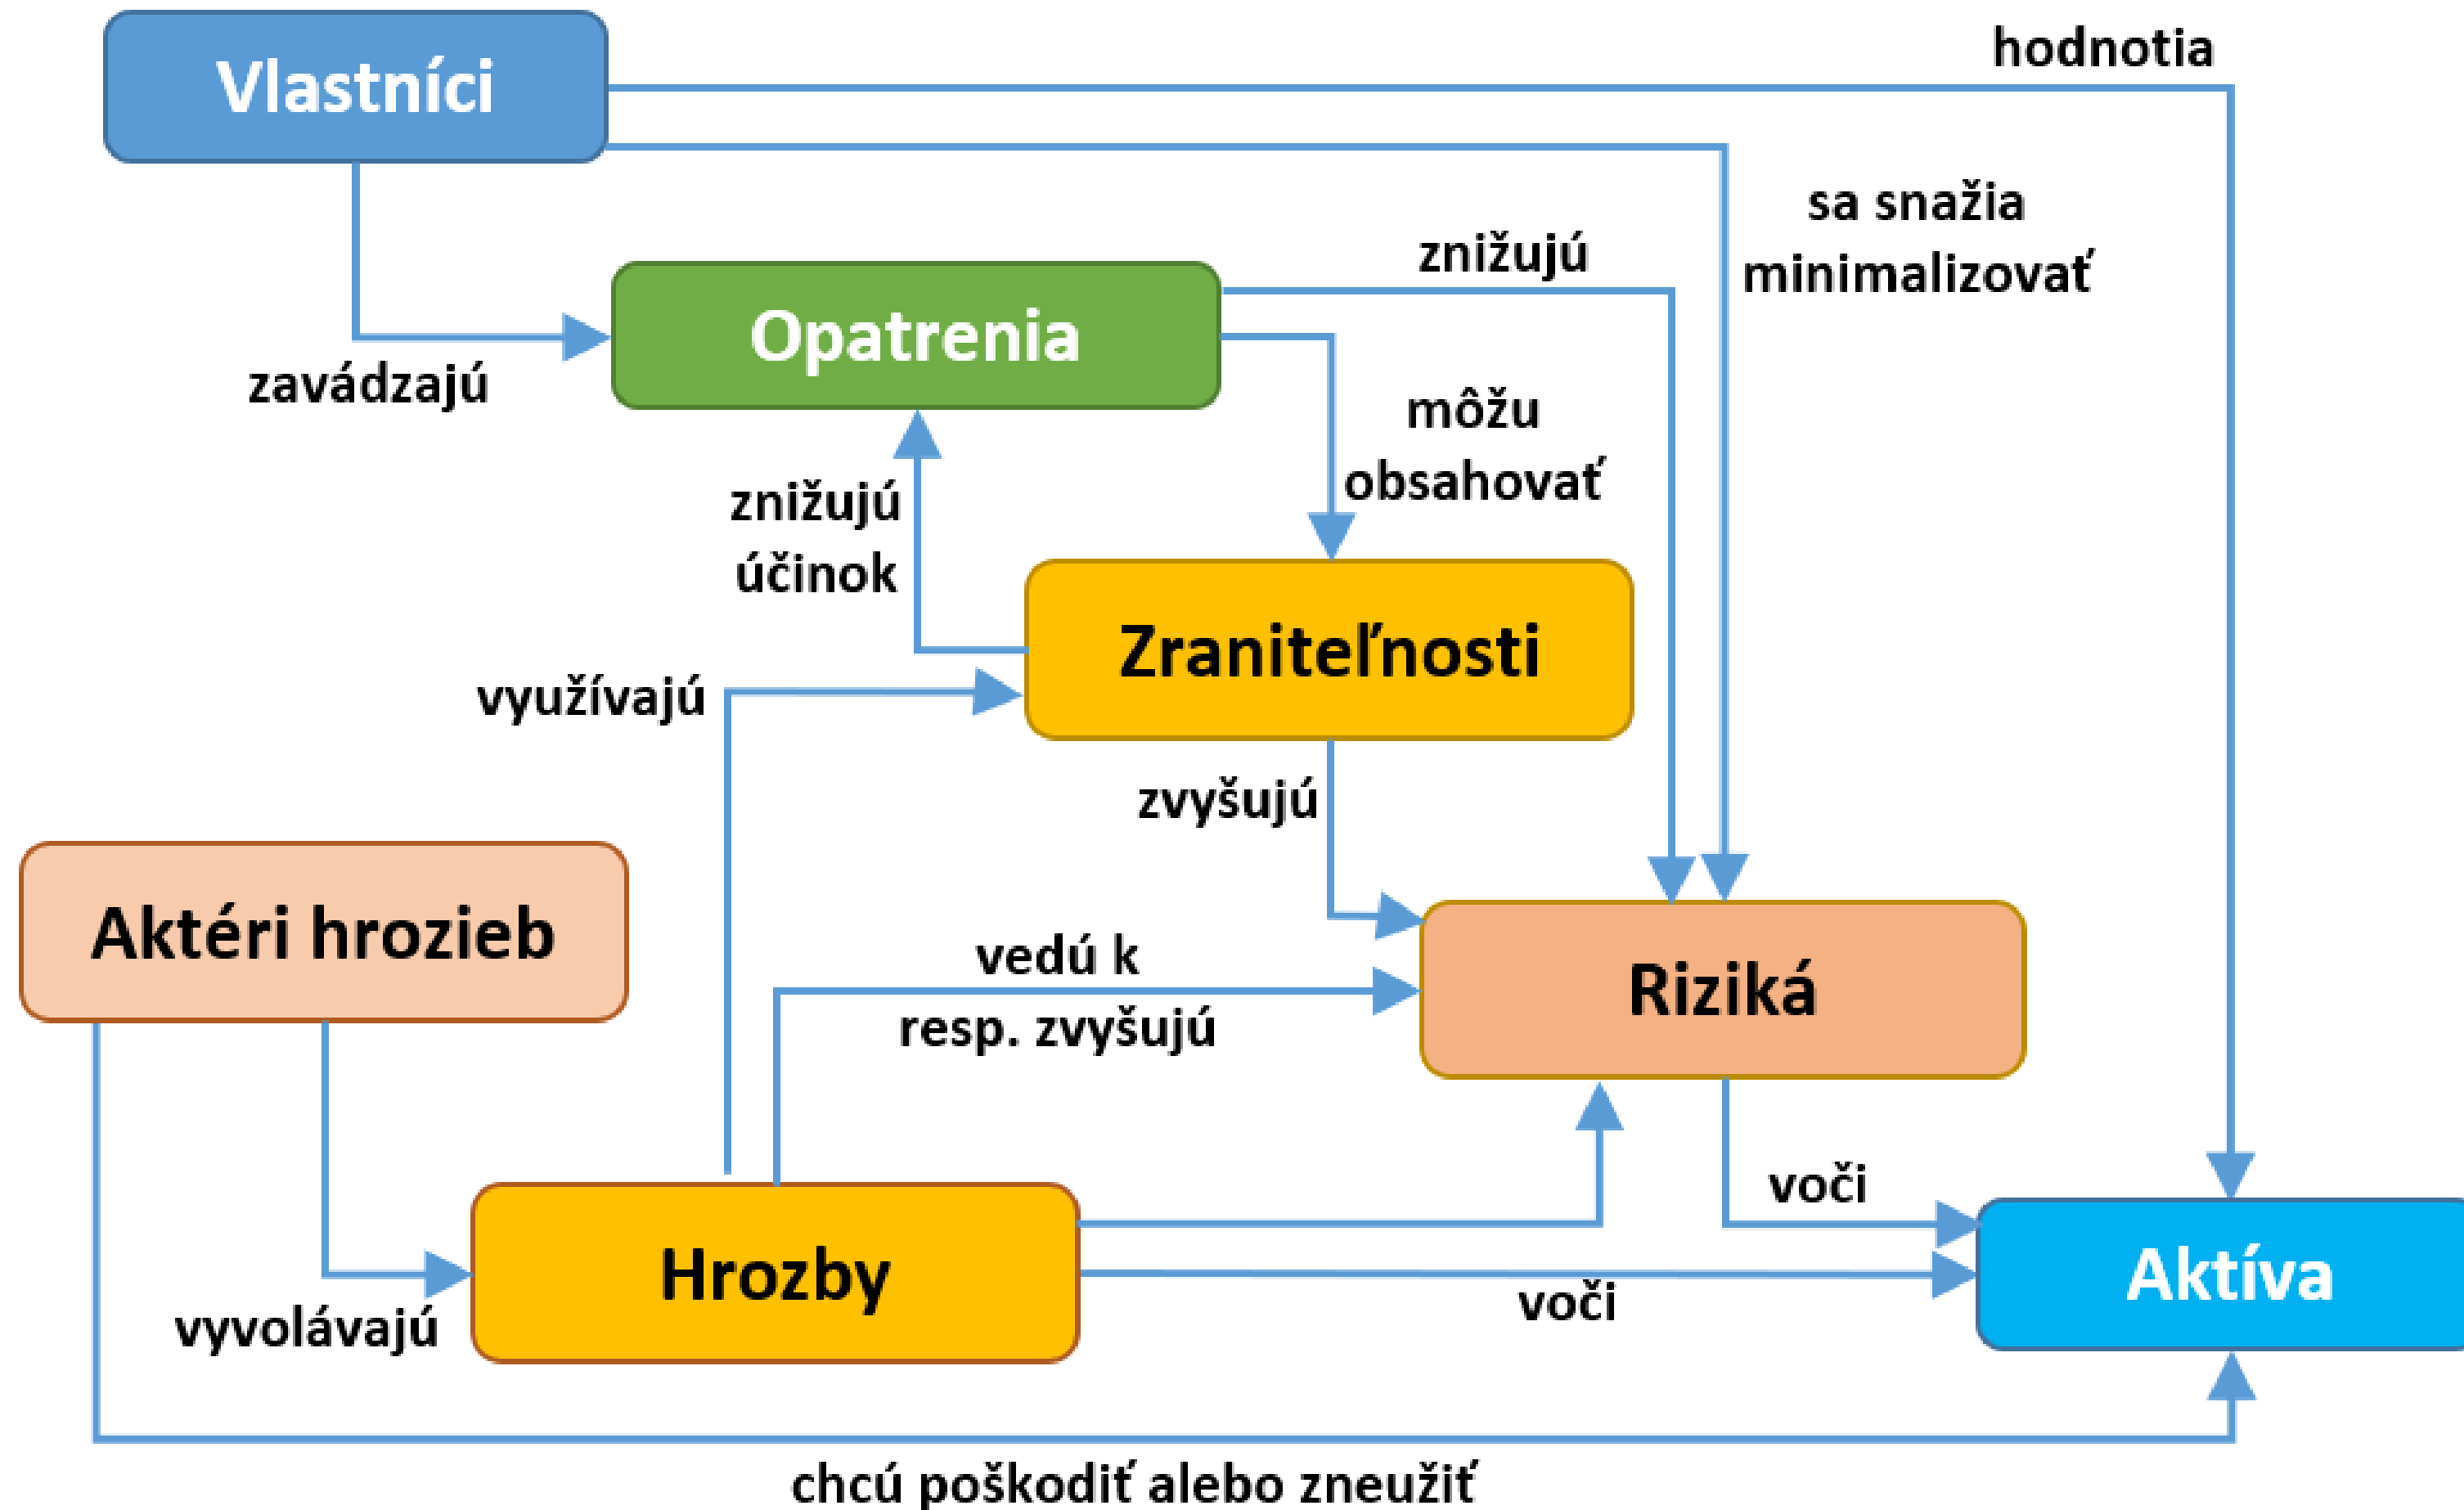 hodnotia
Vlastníci
sa snažia
minimalizovať
znižujú
Opatrenia
zavádzajú
môžu
obsahovať
znižujú
účinok
Zraniteľnosti
využívajú
zvyšujú
Aktéri hrozieb
vedú k
resp. zvyšujú
Riziká
voči
Hrozby
Aktíva
voči
vyvolávajú
chcú poškodiť alebo zneužiť